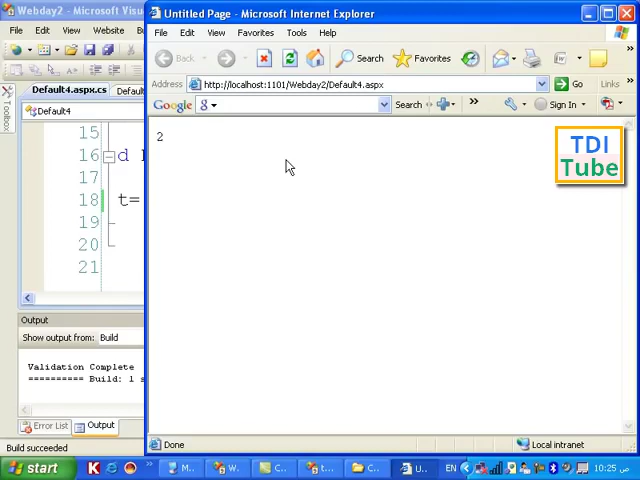 Webday2 - Microsoft Visu
File Edit View Website
Default4.aspx.cs Default
Default4
Toolbox
15
16 d
17
18 t=
19
20
21
Output
Show output from: Build
Validation Complete
========== Build: 1 s
Error List Output
Build succeeded
Untitled Page - Microsoft Internet Explorer
File Edit View Favorites Tools Help
Back Search Favorites
Address http://localhost:1101/Webday2/Default4.aspx Go
Google g Search Sign In
2
TDI
Tube
Done Local intranet
start M... W... C... t... C... U... EN 10:25 ص